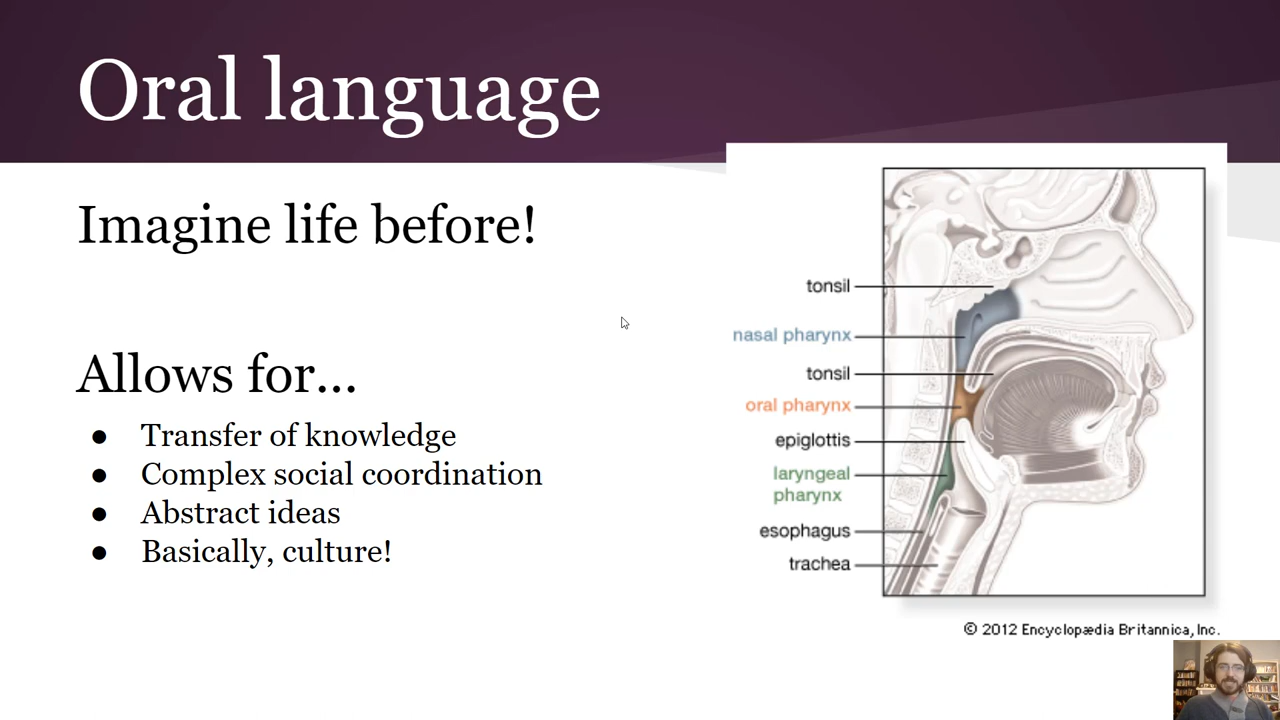 Oral language
Imagine life before!
Allows for...
● Transfer of knowledge
● Complex social coordination
● Abstract ideas
● Basically, culture!
tonsil
nasal pharynx
tonsil
oral pharynx
epiglottis
laryngeal
pharynx
esophagus
trachea
© 2012 Encyclopædia Britannica, Inc.